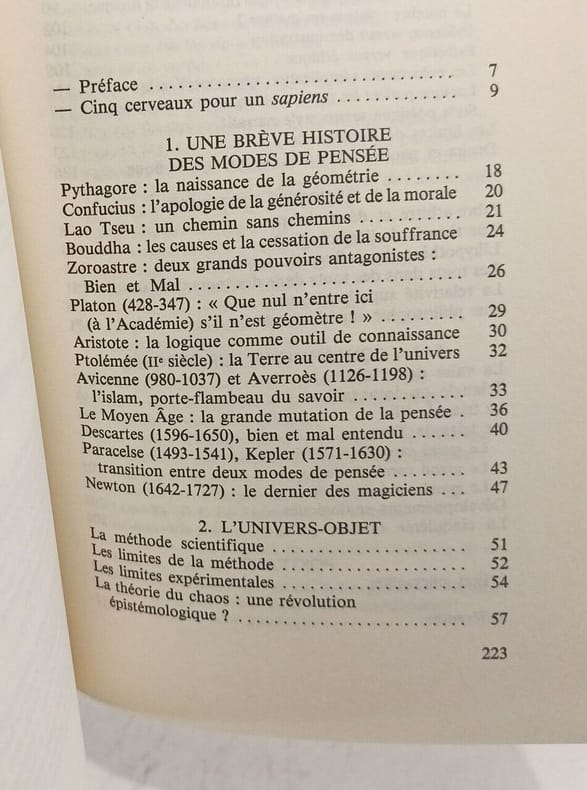 — Préface . . . . . . . . . . . . . . . . . . . . . . . . . . . . . . . . 7
— Cinq cerveaux pour un sapiens . . . . . . . . . . . . . 9
1. UNE BRÈVE HISTOIRE
DES MODES DE PENSÉE
Pythagore : la naissance de la géométrie . . . . . . . . 18
Confucius : l'apologie de la générosité et de la morale 20
Lao Tseu : un chemin sans chemins . . . . . . . . . . . 21
Bouddha : les causes et la cessation de la souffrance 24
Zoroastre : deux grands pouvoirs antagonistes :
Bien et Mal . . . . . . . . . . . . . . . . . . . . . . . . . . . . . 26
Platon (428-347) : « Que nul n'entre ici
(à l'Académie) s'il n'est géomètre ! » . . . . . . . . . 29
Aristote : la logique comme outil de connaissance 30
Ptolémée (IIe siècle) : la Terre au centre de l'univers 32
Avicenne (980-1037) et Averroès (1126-1198) :
l'islam, porte-flambeau du savoir . . . . . . . . . . . . 33
Le Moyen Âge : la grande mutation de la pensée . 36
Descartes (1596-1650), bien et mal entendu . . . . . . 40
Paracelse (1493-1541), Kepler (1571-1630) :
transition entre deux modes de pensée . . . . . . . . 43
Newton (1642-1727) : le dernier des magiciens . . . 47
2. L'UNIVERS-OBJET
La méthode scientifique . . . . . . . . . . . . . . . . . . . . . 51
Les limites de la méthode . . . . . . . . . . . . . . . . . . . 52
Les limites expérimentales . . . . . . . . . . . . . . . . . . 54
La théorie du chaos : une révolution
épistémologique ? . . . . . . . . . . . . . . . . . . . . . . . . 57
223